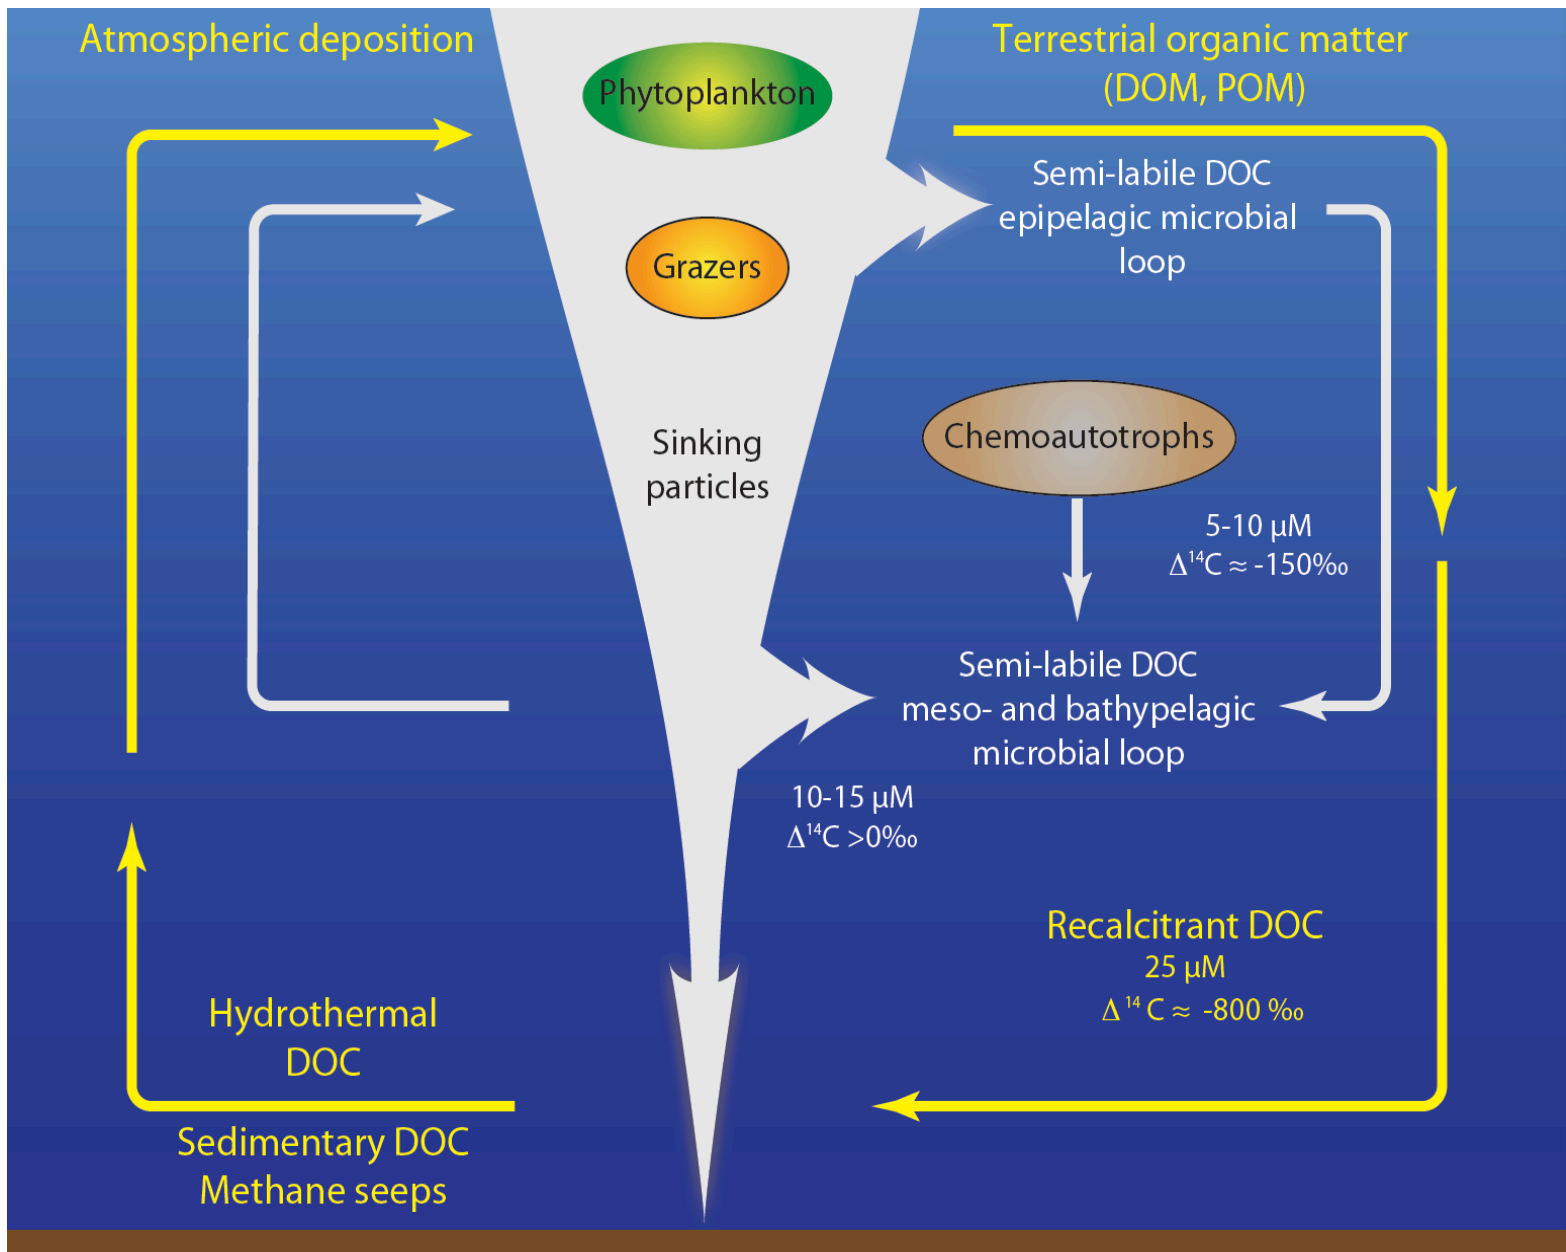 Atmospheric deposition
Phytoplankton
Terrestrial organic matter
(DOM, POM)
Semi-labile DOC
epipelagic microbial
loop
Grazers
Sinking
particles
Chemoautotrophs
5-10 µM
Δ¹⁴C ≈ -150‰
Semi-labile DOC
meso- and bathypelagic
microbial loop
10-15 µM
Δ¹⁴C >0‰
Recalcitrant DOC
25 µM
Δ ¹⁴ C ≈ -800 ‰
Hydrothermal
DOC
Sedimentary DOC
Methane seeps